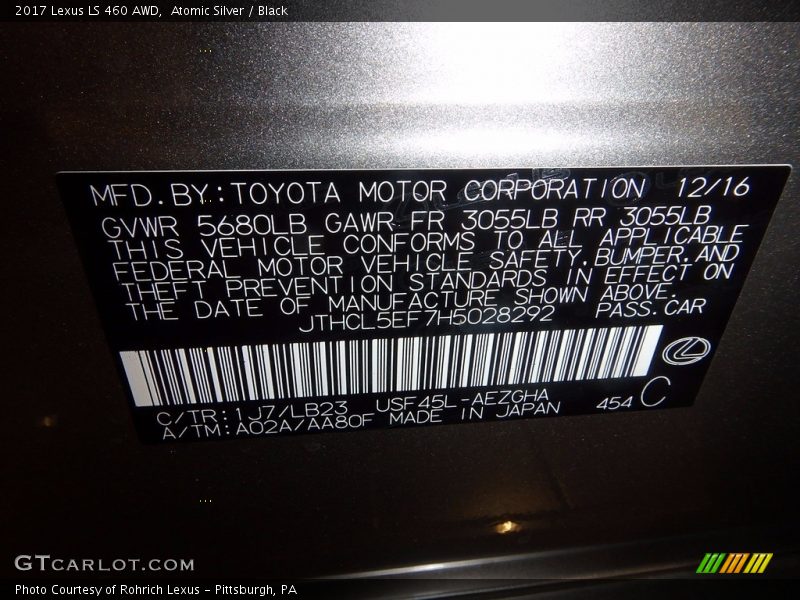 2017 Lexus LS 460 AWD,  Atomic Silver / Black
MFD.BY:TOYOTA MOTOR CORPORATION 12/16
GVWR 5680LB GAWR FR 3055LB RR 3055LB
THIS VEHICLE CONFORMS TO ALL APPLICABLE
FEDERAL MOTOR VEHICLE SAFETY,BUMPER,AND
THEFT PREVENTION STANDARDS IN EFFECT ON
THE DATE OF MANUFACTURE SHOWN ABOVE.
JTHCL5EF7H5028292 PASS.CAR
C/TR:1J7/LB23 USF45L-AEZGHA 454 C
A/TM:A02A/AA80F MADE IN JAPAN
GTCARLOT.COM
Photo Courtesy of Rohrich Lexus - Pittsburgh, PA